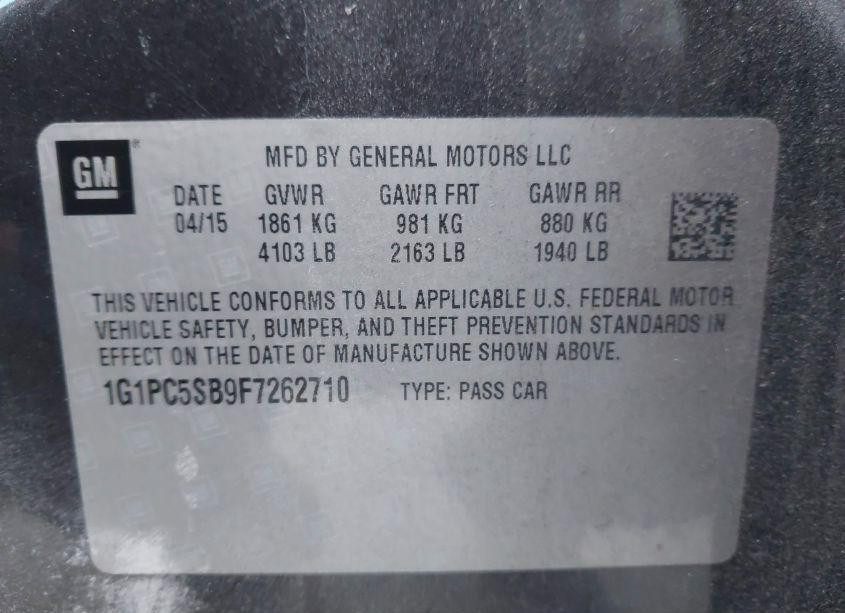 GM
MFD BY GENERAL MOTORS LLC
DATE GVWR GAWR FRT GAWR RR
04/15 1861 KG 981 KG 880 KG
4103 LB 2163 LB 1940 LB
THIS VEHICLE CONFORMS TO ALL APPLICABLE U.S. FEDERAL MOTOR
VEHICLE SAFETY, BUMPER, AND THEFT PREVENTION STANDARDS IN
EFFECT ON THE DATE OF MANUFACTURE SHOWN ABOVE.
1G1PC5SB9F7262710 TYPE: PASS CAR